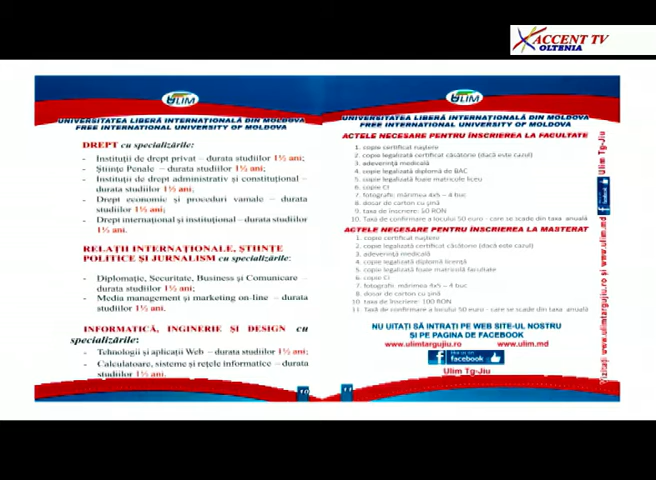 ACCENT TV
OLTENIA
ULIM
UNIVERSITATEA LIBERĂ INTERNAȚIONALĂ DIN MOLDOVA
FREE INTERNATIONAL UNIVERSITY OF MOLDOVA
DREPT cu specializările:
- Instituții de drept privat – durata studiilor 1½ ani;
- Științe Penale – durata studiilor 1½ ani;
- Instituții de drept administrativ și constituțional –
durata studiilor 1½ ani;
- Drept economic și proceduri vamale – durata
studiilor 1½ ani;
- Drept internațional și instituțional – durata studiilor
1½ ani.
RELAȚII INTERNAȚIONALE, ȘTIINȚE
POLITICE ȘI JURNALISM cu specializările:
- Diplomație, Securitate, Business și Comunicare –
durata studiilor 1½ ani;
- Media management și marketing on-line – durata
studiilor 1½ ani.
INFORMATICĂ, INGINERIE ȘI DESIGN cu
specializările:
- Tehnologii și aplicații Web – durata studiilor 1½ ani;
- Calculatoare, sisteme și rețele informatice – durata
studiilor 1½ ani.
10
ULIM
UNIVERSITATEA LIBERĂ INTERNAȚIONALĂ DIN MOLDOVA
FREE INTERNATIONAL UNIVERSITY OF MOLDOVA
ACTELE NECESARE PENTRU ÎNSCRIEREA LA FACULTATE
1. copie certificat naștere
2. copie legalizată certificat căsătorie (dacă este cazul)
3. adeverință medicală
4. copie legalizată diplomă de BAC
5. copie legalizată foaie matricole liceu
6. copie CI
7. fotografii, mărimea 4x5 – 4 buc
8. dosar de carton cu șină
9. taxa de înscriere: 50 RON
10. Taxă de confirmare a locului 50 euro - care se scade din taxa anuală
ACTELE NECESARE PENTRU ÎNSCRIEREA LA MASTERAT
1. copie certificat naștere
2. copie legalizată certificat căsătorie (dacă este cazul)
3. adeverință medicală
4. copie legalizată diplomă licență
5. copie legalizată foaie matricolă facultate
6. copie CI
7. fotografii, mărimea 4x5 – 4 buc
8. dosar de carton cu șină
10. taxa de înscriere: 100 RON
11. Taxă de confirmare a locului 50 euro - care se scade din taxa anuală
NU UITAȚI SĂ INTRAȚI PE WEB SITE-UL NOSTRU
ȘI PE PAGINA DE FACEBOOK
www.ulimtargujiu.ro www.ulim.md
facebook
Ulim Tg-Jiu
11
Vizitați www.ulimtargujiu.ro și www.ulim.md
Ulim Tg-Jiu